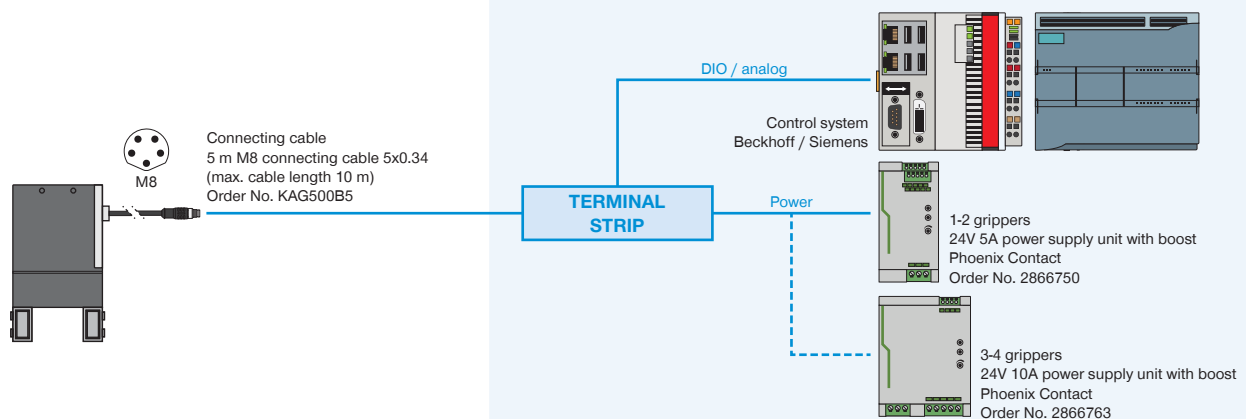 M8
Connecting cable
5 m M8 connecting cable 5x0.34
(max. cable length 10 m)
Order No. KAG500B5
TERMINAL
STRIP
DIO / analog
Control system
Beckhoff / Siemens
Power
1-2 grippers
24V 5A power supply unit with boost
Phoenix Contact
Order No. 2866750
3-4 grippers
24V 10A power supply unit with boost
Phoenix Contact
Order No. 2866763